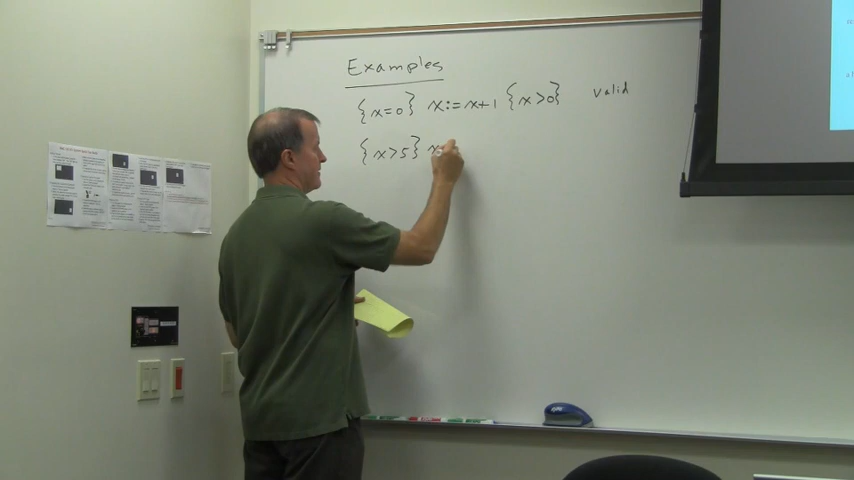 Examples
{x=0} x:=x+1 {x>0} valid
{x>5} x